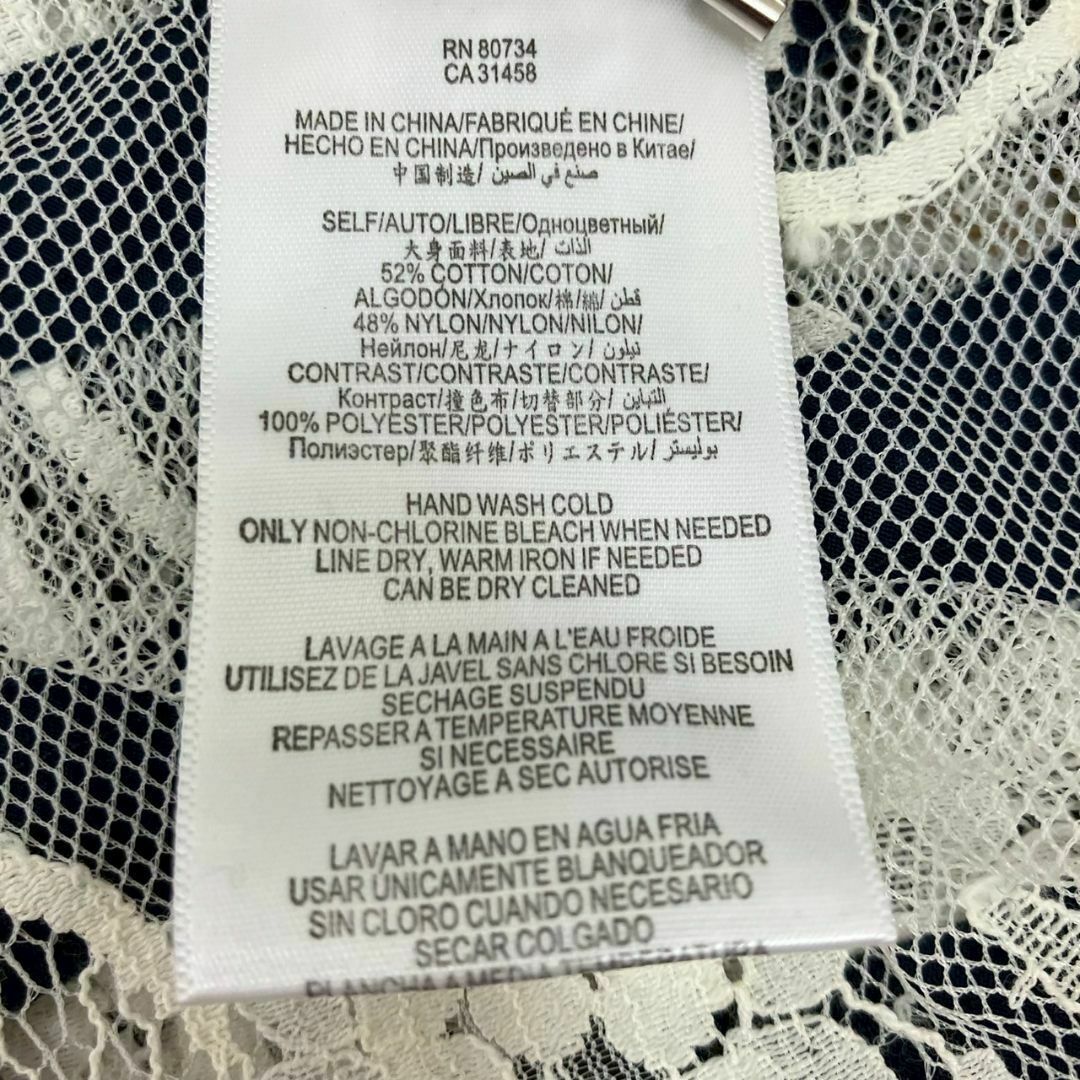 RN 80734
CA 31458
MADE IN CHINA/FABRIQUÉ EN CHINE/
HECHO EN CHINA/Произведено в Китае/
中国制造/ صنع في الصين
SELF/AUTO/LIBRE/Одноцветный/
大身面料/表地/ الذات
52% COTTON/COTON/
ALGODÓN/Хлопок/棉/綿/ قطن
48% NYLON/NYLON/NILON/
Нейлон/尼龙/ナイロン/ نيلون
CONTRAST/CONTRASTE/CONTRASTE/
Контраст/撞色布/切替部分/ التباين
100% POLYESTER/POLYESTER/POLIÉSTER/
Полиэстер/聚酯纤维/ポリエステル/ بوليستر
HAND WASH COLD
ONLY NON-CHLORINE BLEACH WHEN NEEDED
LINE DRY, WARM IRON IF NEEDED
CAN BE DRY CLEANED
LAVAGE A LA MAIN A L'EAU FROIDE
UTILISEZ DE LA JAVEL SANS CHLORE SI BESOIN
SECHAGE SUSPENDU
REPASSER A TEMPERATURE MOYENNE
SI NECESSAIRE
NETTOYAGE A SEC AUTORISE
LAVAR A MANO EN AGUA FRIA
USAR ÚNICAMENTE BLANQUEADOR
SIN CLORO CUANDO NECESARIO
SECAR COLGADO
PLANCHA A MEDIA TEMPERATURA